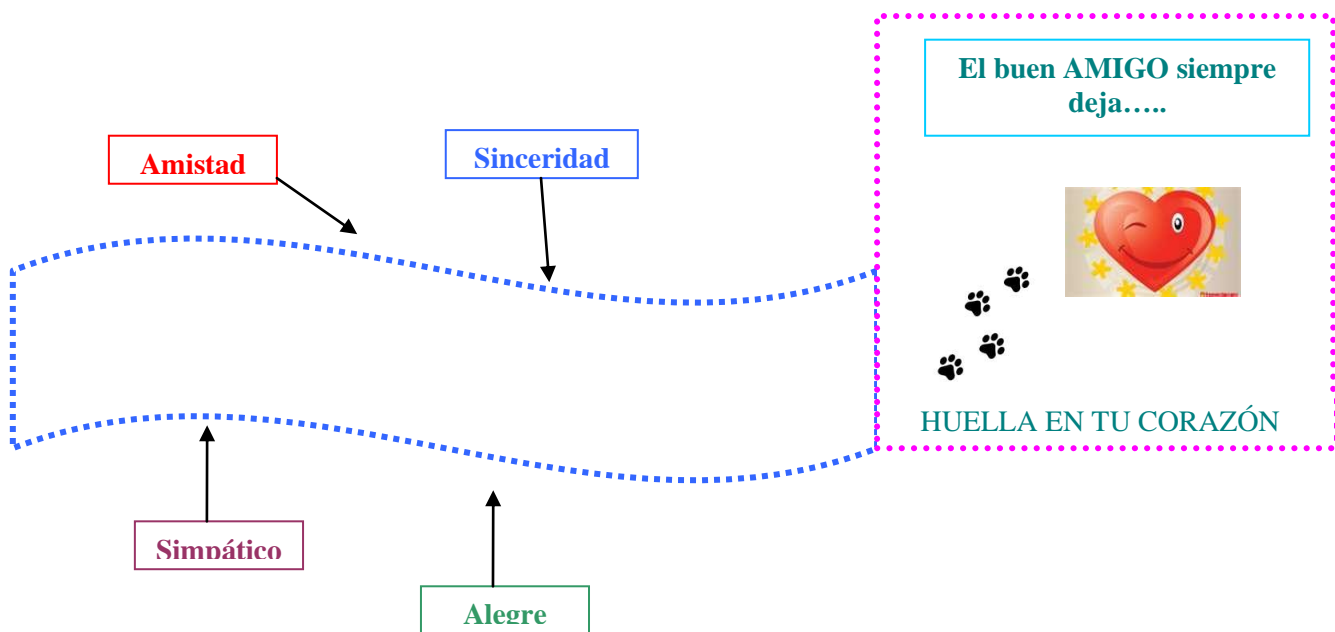 El buen AMIGO siempre
deja…..
Amistad
Sinceridad
HUELLA EN TU CORAZÓN
Simpático
Alegre